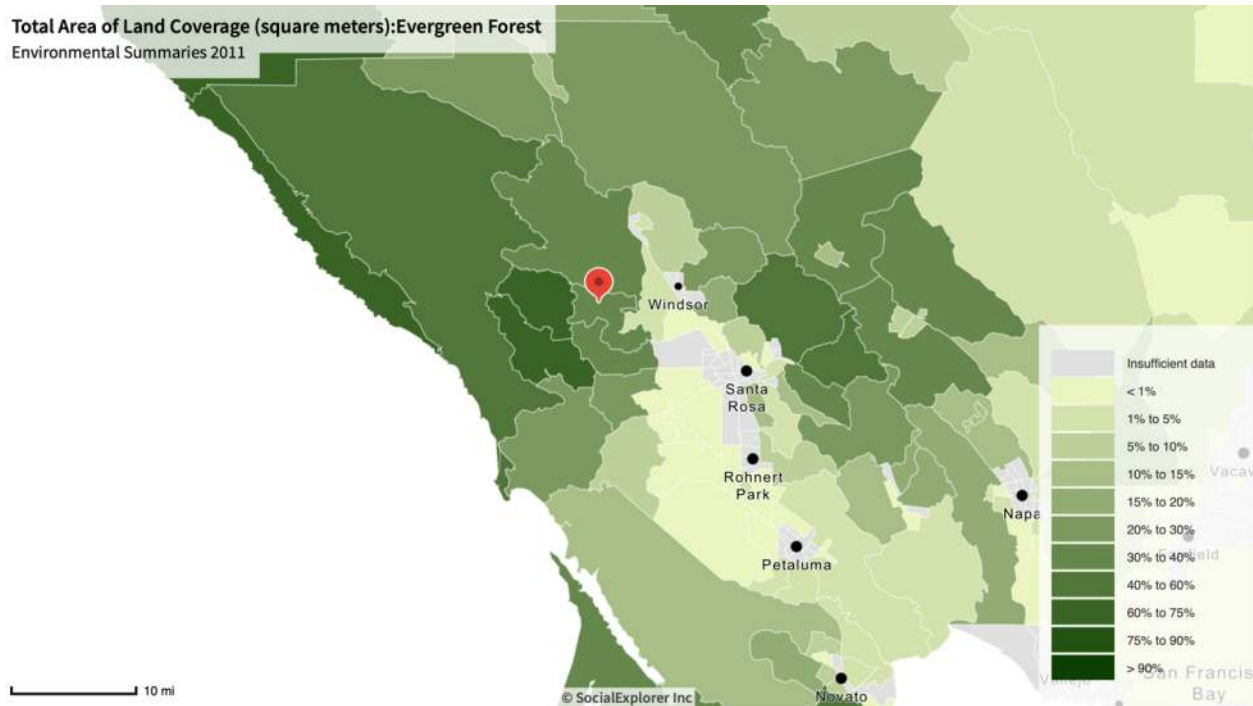 Total Area of Land Coverage (square meters):Evergreen Forest
Environmental Summaries 2011
Windsor
Santa
Rosa
Rohnert
Park
Petaluma
Napa
Novato
Insufficient data
< 1%
1% to 5%
5% to 10%
10% to 15%
15% to 20%
20% to 30%
30% to 40%
40% to 60%
60% to 75%
75% to 90%
> 90%
Vacav
Fairfield
Vallejo
San Francis
Bay
10 mi
© SocialExplorer Inc